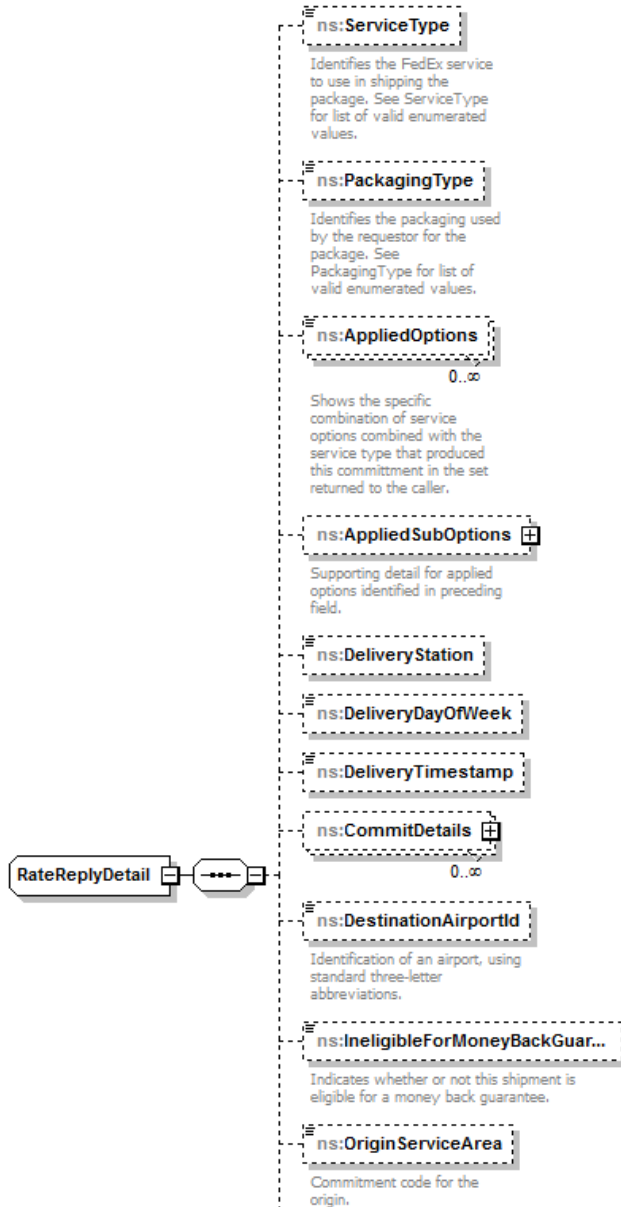 ns:ServiceType
Identifies the FedEx service
to use in shipping the
package. See ServiceType
for list of valid enumerated
values.
ns:PackagingType
Identifies the packaging used
by the requestor for the
package. See
PackagingType for list of
valid enumerated values.
ns:AppliedOptions
0..∞
Shows the specific
combination of service
options combined with the
service type that produced
this committment in the set
returned to the caller.
ns:AppliedSubOptions
Supporting detail for applied
options identified in preceding
field.
ns:DeliveryStation
ns:DeliveryDayOfWeek
ns:DeliveryTimestamp
ns:CommitDetails
0..∞
RateReplyDetail
ns:DestinationAirportId
Identification of an airport, using
standard three-letter
abbreviations.
ns:IneligibleForMoneyBackGuar...
Indicates whether or not this shipment is
eligible for a money back guarantee.
ns:OriginServiceArea
Commitment code for the
origin.